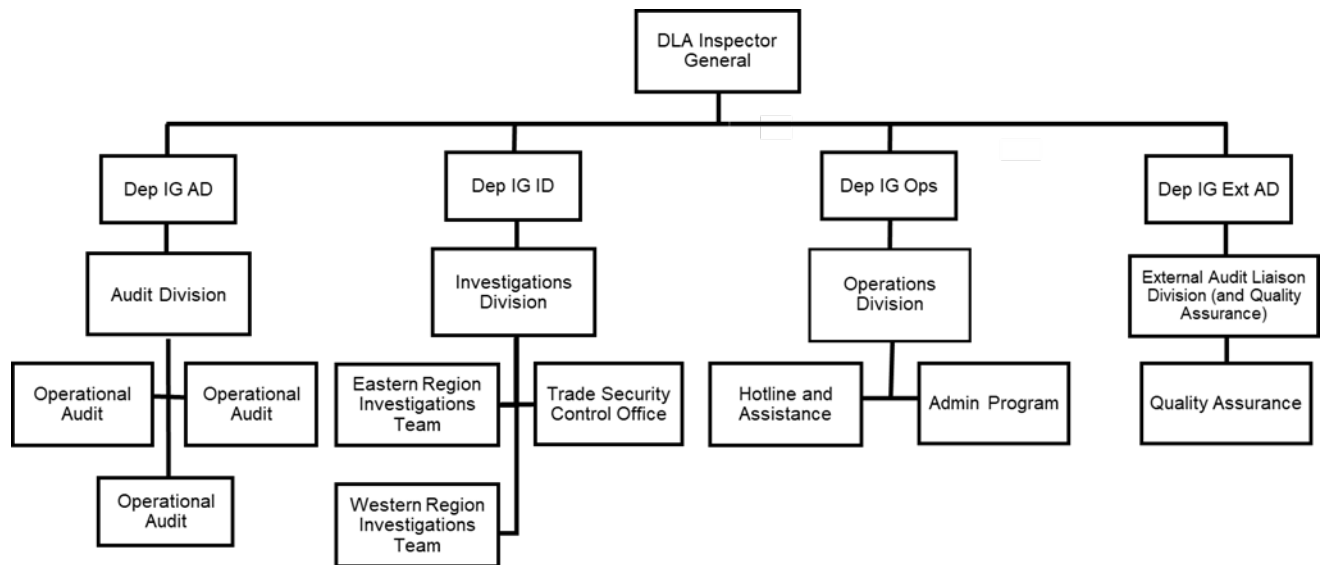 DLA Inspector
General
Dep IG AD
Dep IG ID
Dep IG Ops
Dep IG Ext AD
Audit Division
Investigations
Division
Operations
Division
External Audit Liaison
Division (and Quality
Assurance)
Operational
Audit
Operational
Audit
Eastern Region
Investigations
Team
Trade Security
Control Office
Hotline and
Assistance
Admin Program
Quality Assurance
Operational
Audit
Western Region
Investigations
Team